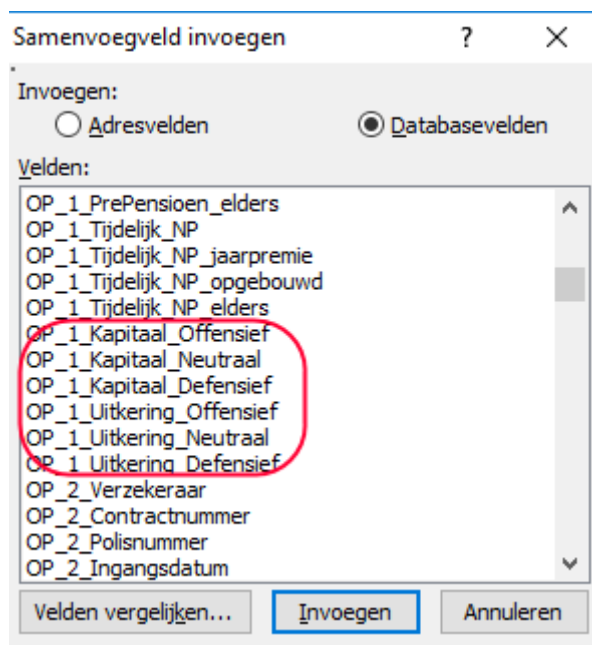 Samenvoegveld invoegen ?
Invoegen:
Adresvelden Databasevelden
Velden:
OP_1_PrePensioen_elders
OP_1_Tijdelijk_NP
OP_1_Tijdelijk_NP_jaarpremie
OP_1_Tijdelijk_NP_opgebouwd
OP_1_Tijdelijk_NP_elders
OP_1_Kapitaal_Offensief
OP_1_Kapitaal_Neutraal
OP_1_Kapitaal_Defensief
OP_1_Uitkering_Offensief
OP_1_Uitkering_Neutraal
OP_1_Uitkering_Defensief
OP_2_Verzekeraar
OP_2_Contractnummer
OP_2_Polisnummer
OP_2_Ingangsdatum
Velden vergelijken... Invoegen Annuleren